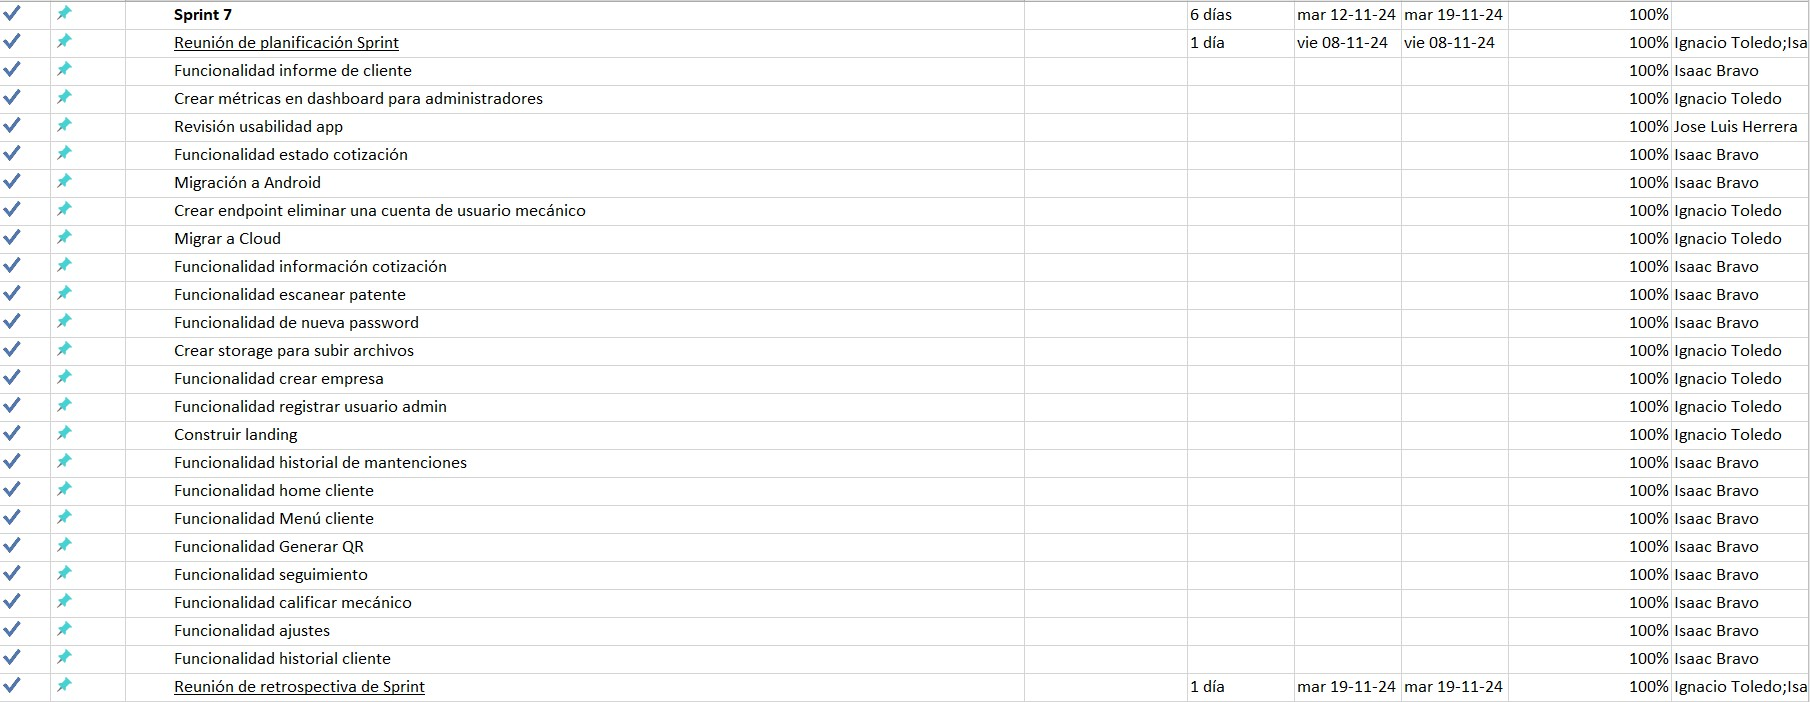 Sprint 7 6 días mar 12-11-24 mar 19-11-24 100%
Reunión de planificación Sprint 1 día vie 08-11-24 vie 08-11-24 100% Ignacio Toledo;Isa
Funcionalidad informe de cliente 100% Isaac Bravo
Crear métricas en dashboard para administradores 100% Ignacio Toledo
Revisión usabilidad app 100% Jose Luis Herrera
Funcionalidad estado cotización 100% Isaac Bravo
Migración a Android 100% Isaac Bravo
Crear endpoint eliminar una cuenta de usuario mecánico 100% Ignacio Toledo
Migrar a Cloud 100% Ignacio Toledo
Funcionalidad información cotización 100% Isaac Bravo
Funcionalidad escanear patente 100% Isaac Bravo
Funcionalidad de nueva password 100% Isaac Bravo
Crear storage para subir archivos 100% Ignacio Toledo
Funcionalidad crear empresa 100% Ignacio Toledo
Funcionalidad registrar usuario admin 100% Ignacio Toledo
Construir landing 100% Ignacio Toledo
Funcionalidad historial de mantenciones 100% Isaac Bravo
Funcionalidad home cliente 100% Isaac Bravo
Funcionalidad Menú cliente 100% Isaac Bravo
Funcionalidad Generar QR 100% Isaac Bravo
Funcionalidad seguimiento 100% Isaac Bravo
Funcionalidad calificar mecánico 100% Isaac Bravo
Funcionalidad ajustes 100% Isaac Bravo
Funcionalidad historial cliente 100% Isaac Bravo
Reunión de retrospectiva de Sprint 1 día mar 19-11-24 mar 19-11-24 100% Ignacio Toledo;Isa